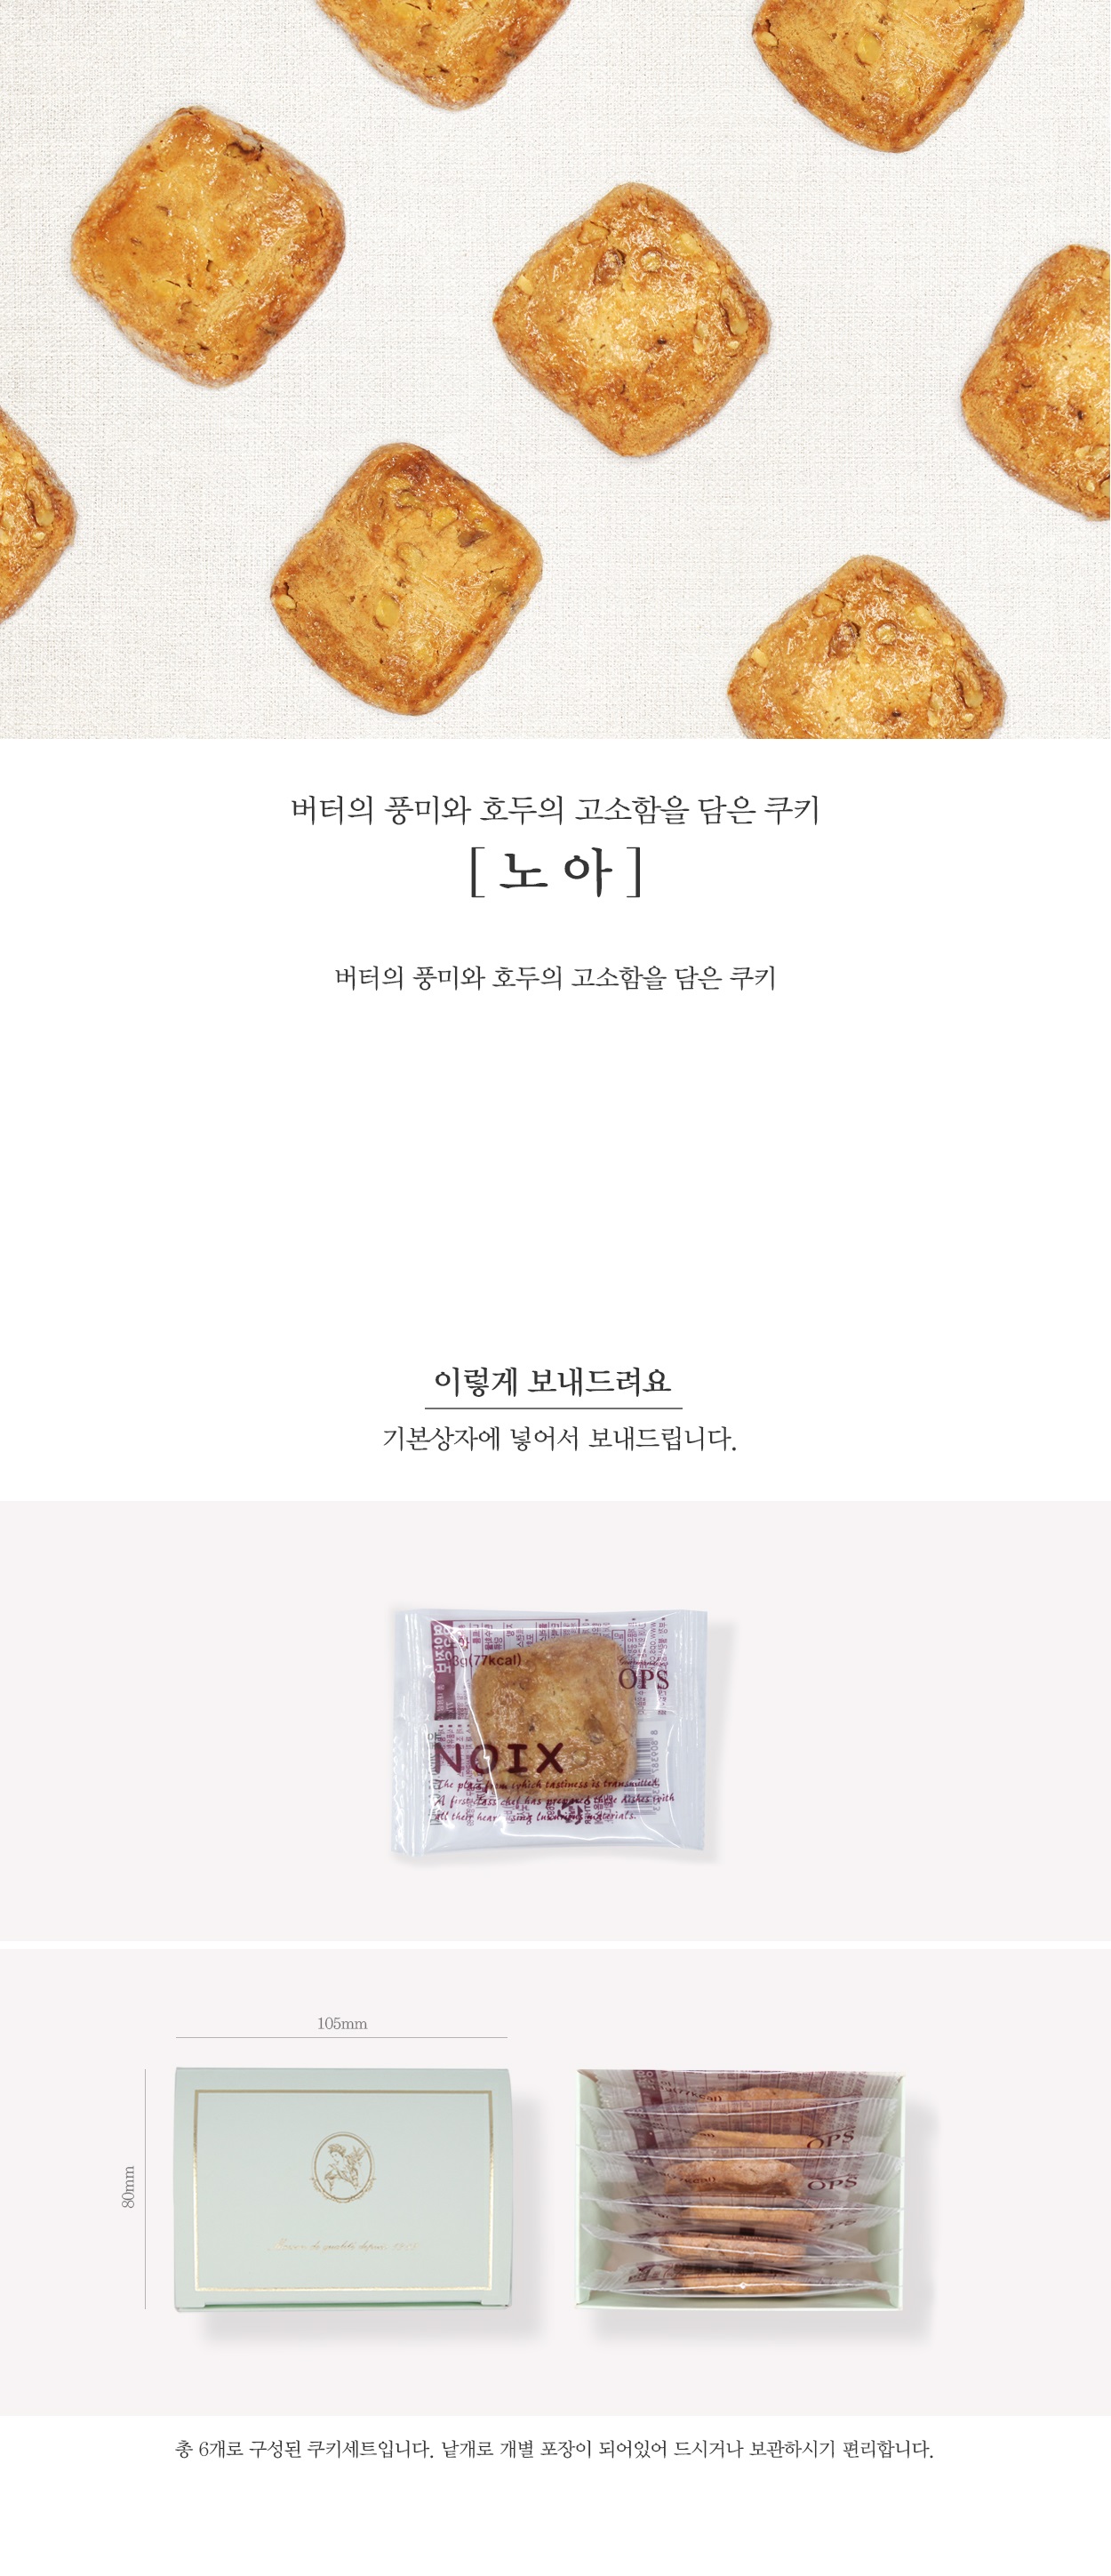 버터의 풍미와 호두의 고소함을 담은 쿠키
[ 노 아 ]
버터의 풍미와 호두의 고소함을 담은 쿠키
이렇게 보내드려요
기본상자에 넣어서 보내드립니다.
(77kcal)
OPS
NOIX
The place from which tastiness is transmitted,
A first class chef has prepared these dishes with
all their heart using luxurious materials.
105mm
80mm
OPS
OPS
총 6개로 구성된 쿠키세트입니다. 낱개로 개별 포장이 되어있어 드시거나 보관하시기 편리합니다.